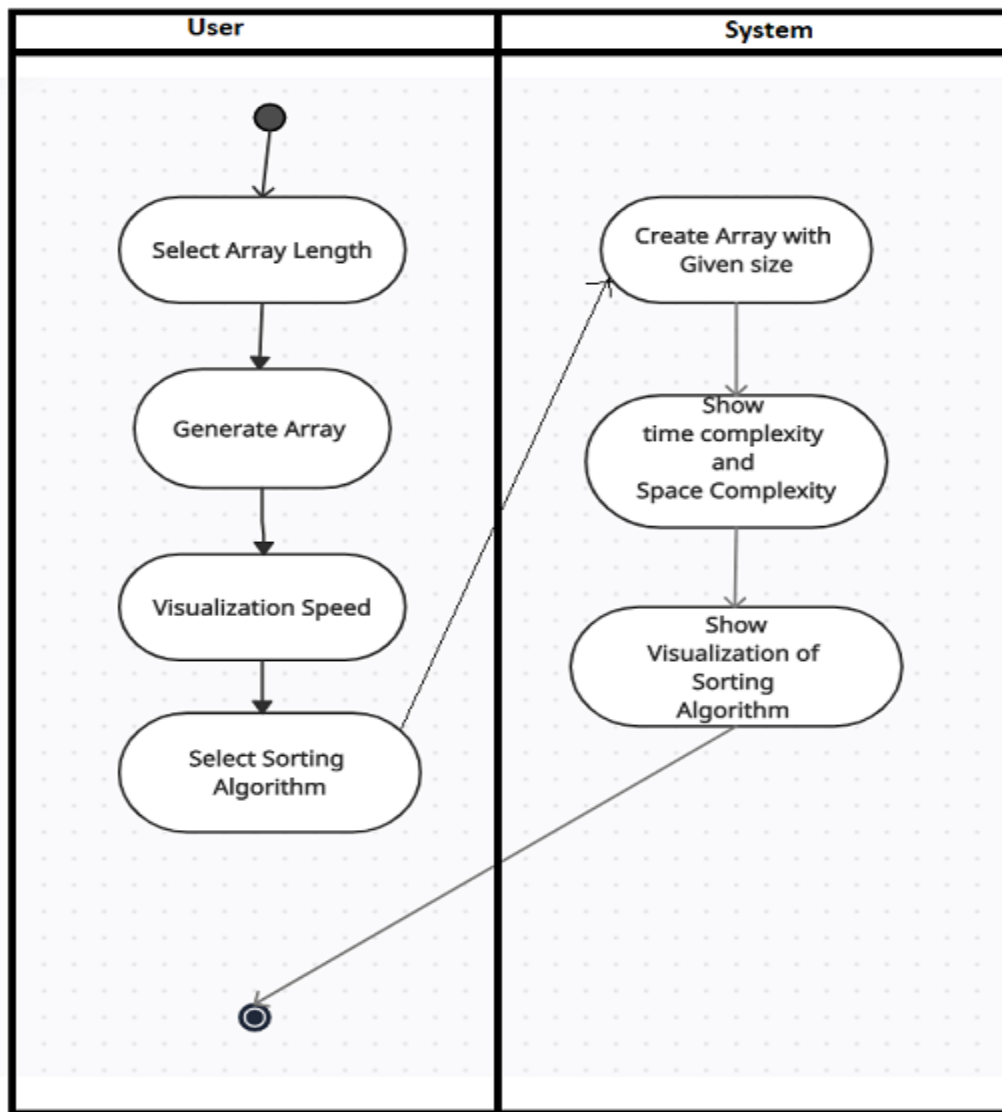 User
System
Select Array Length
Generate Array
Visualization Speed
Select Sorting
Algorithm
Create Array with
Given size
Show
time complexity
and
Space Complexity
Show
Visualization of
Sorting
Algorithm